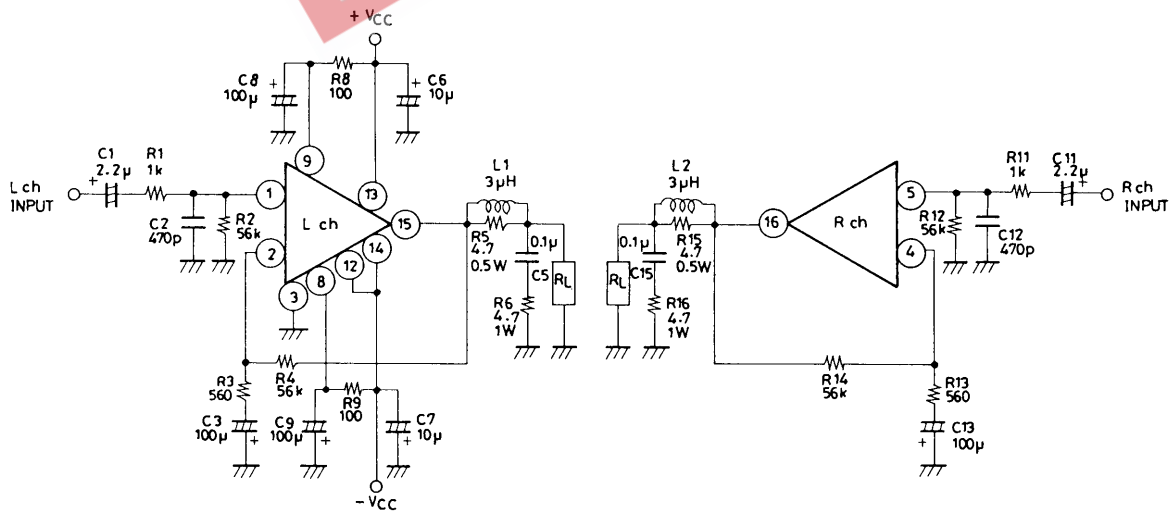 + VCC
C8
+
100µ
R8
100
+
C6
10µ
9
13
L ch
INPUT
C1
2.2µ
+
R1
1k
C2
470p
R2
56k
1
2
3
8
12
14
15
L ch
L1
3µH
R5
4.7
0.5W
0.1µ
C5
R6
4.7
1W
RL
R3
560
C3
100µ
+
R4
56k
C9
100µ
+
R9
100
C7
10µ
+
- VCC
L2
3µH
R15
4.7
0.5W
0.1µ
C15
R16
4.7
1W
RL
16
R ch
5
4
R12
56k
C12
470p
R11
1k
C11
2.2µ
+
R ch
INPUT
R14
56k
R13
560
C13
100µ
+